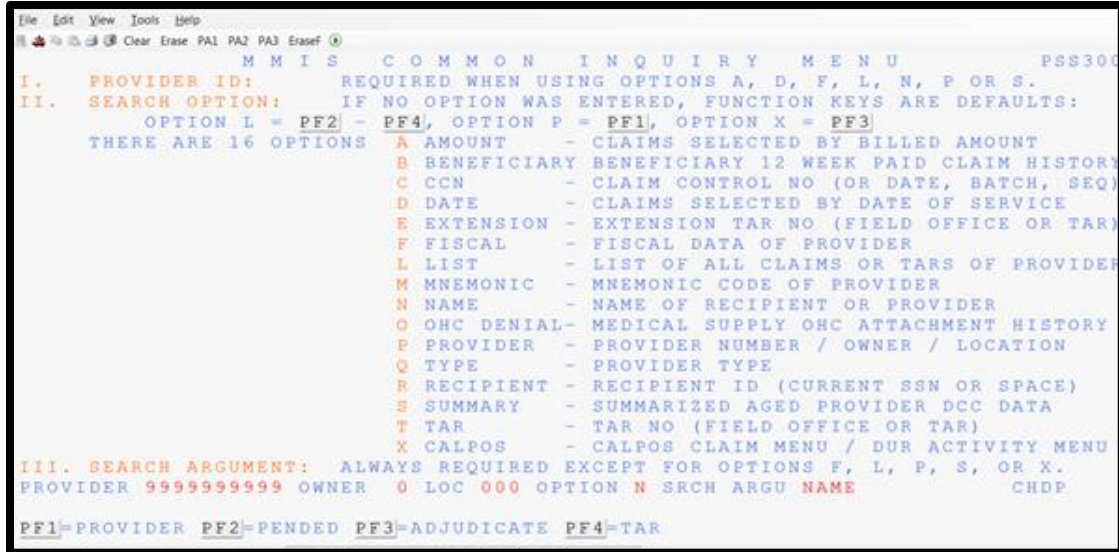 File Edit View Tools Help
Clear Erase PA1 PA2 PA3 EraseF
M M I S C O M M O N I N Q U I R Y M E N U PSS300
I. PROVIDER ID: REQUIRED WHEN USING OPTIONS A, D, F, L, N, P OR S.
II. SEARCH OPTION: IF NO OPTION WAS ENTERED, FUNCTION KEYS ARE DEFAULTS:
OPTION L = PF2 - PF4, OPTION P = PF1, OPTION X = PF3
THERE ARE 16 OPTIONS A AMOUNT - CLAIMS SELECTED BY BILLED AMOUNT
B BENEFICIARY BENEFICIARY 12 WEEK PAID CLAIM HISTORY
C CCN - CLAIM CONTROL NO (OR DATE, BATCH, SEQ)
D DATE - CLAIMS SELECTED BY DATE OF SERVICE
E EXTENSION - EXTENSION TAR NO (FIELD OFFICE OR TAR)
F FISCAL - FISCAL DATA OF PROVIDER
L LIST - LIST OF ALL CLAIMS OR TARS OF PROVIDER
M MNEMONIC - MNEMONIC CODE OF PROVIDER
N NAME - NAME OF RECIPIENT OR PROVIDER
O OHC DENIAL- MEDICAL SUPPLY OHC ATTACHMENT HISTORY
P PROVIDER - PROVIDER NUMBER / OWNER / LOCATION
Q TYPE - PROVIDER TYPE
R RECIPIENT - RECIPIENT ID (CURRENT SSN OR SPACE)
S SUMMARY - SUMMARIZED AGED PROVIDER DCC DATA
T TAR - TAR NO (FIELD OFFICE OR TAR)
X CALPOS - CALPOS CLAIM MENU / DUR ACTIVITY MENU
III. SEARCH ARGUMENT: ALWAYS REQUIRED EXCEPT FOR OPTIONS F, L, P, S, OR X.
PROVIDER 9999999999 OWNER 0 LOC 000 OPTION N SRCH ARGU NAME CHDP
PF1=PROVIDER PF2=PENDED PF3=ADJUDICATE PF4=TAR